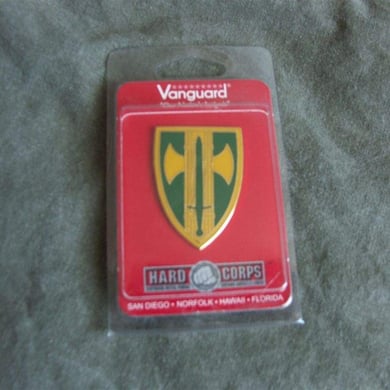 Vanguard
HARD CORPS
SAN DIEGO • NORFOLK • HAWAII • FLORIDA